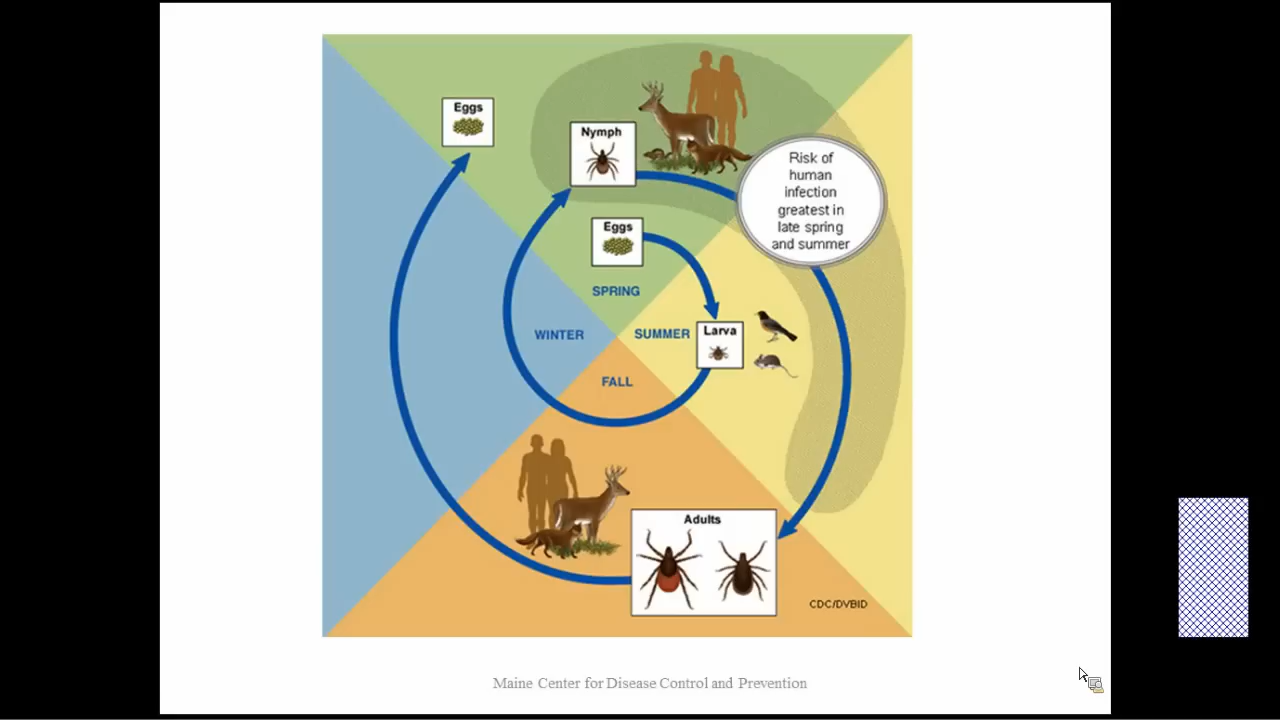 Eggs
Nymph
Risk of
human
infection
greatest in
late spring
and summer
Eggs
SPRING
WINTER
SUMMER
Larva
FALL
Adults
CDC/DVBID
Maine Center for Disease Control and Prevention